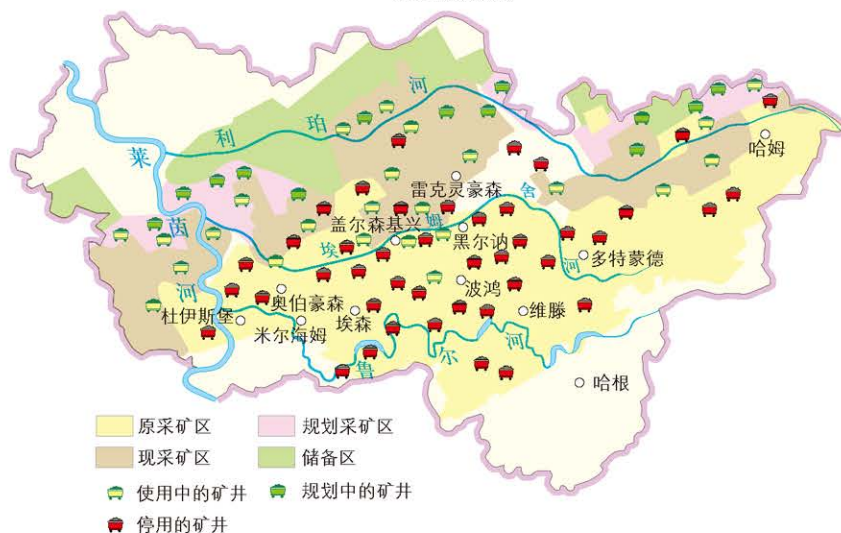 利珀河
莱茵河
哈姆
雷克灵豪森
盖尔森基兴
埃姆舍河
黑尔讷
多特蒙德
波鸿
奥伯豪森
杜伊斯堡
米尔海姆
埃森
维滕
鲁尔河
哈根
原采矿区
规划采矿区
现采矿区
储备区
使用中的矿井
规划中的矿井
停用的矿井